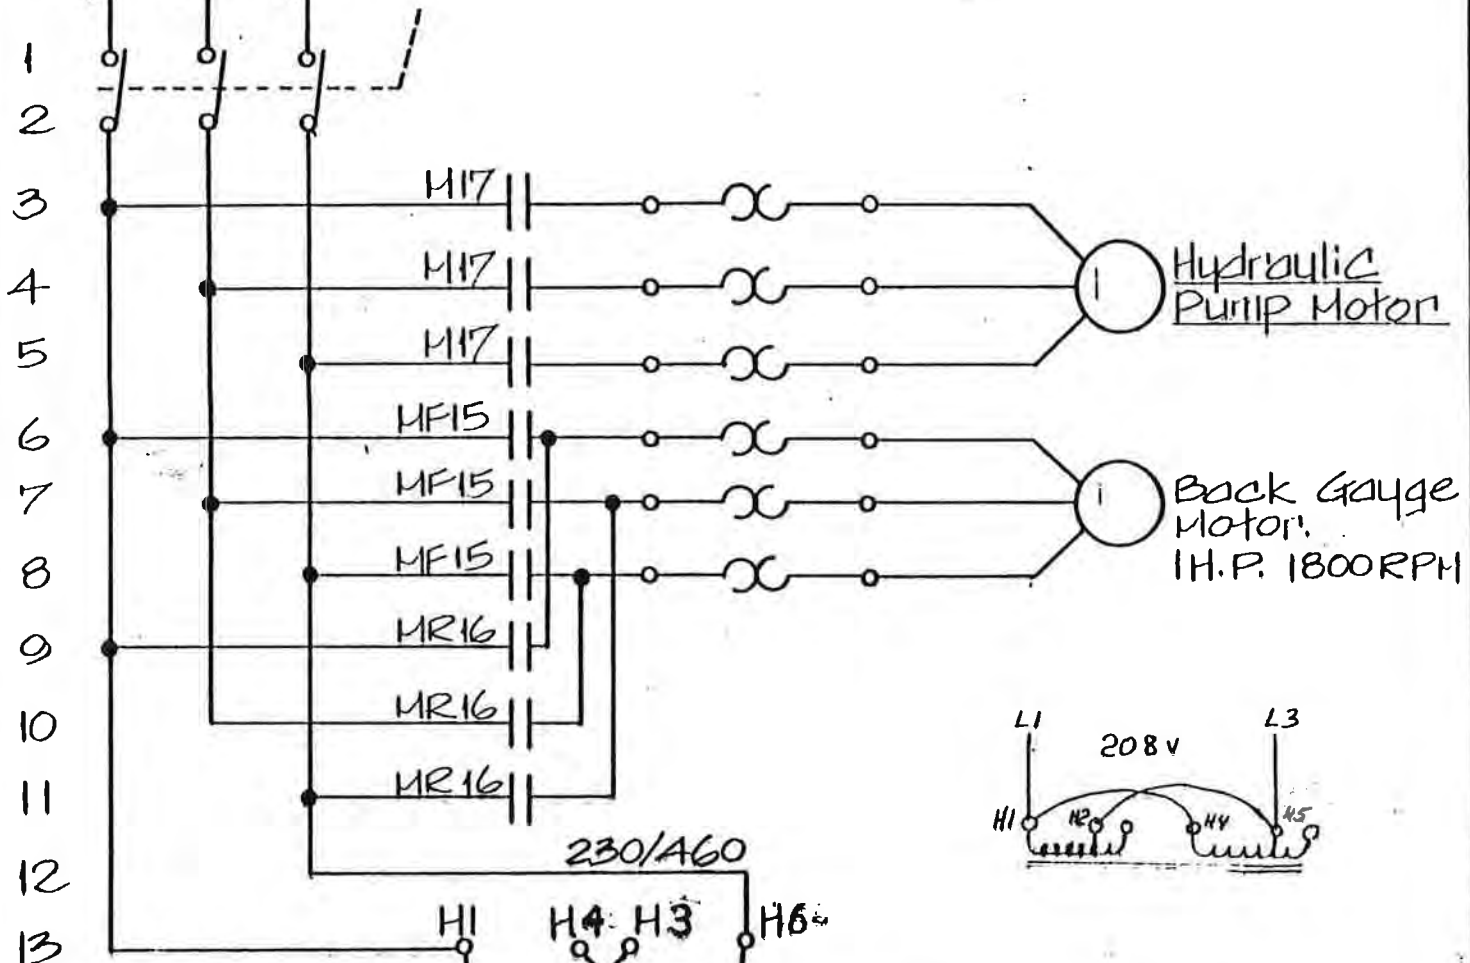 1
2
3 M17
4 M17
Hydraulic
Pump Motor
5 M17
6 MF15
7 MF15
Back Gauge
Motor.
1H.P. 1800RPM
8 MF15
9 MR16
10 MR16
L1 L3
208V
11 MR16
H1 H2 H4 H5
12 230/460
13 H1 H4 H3 H6